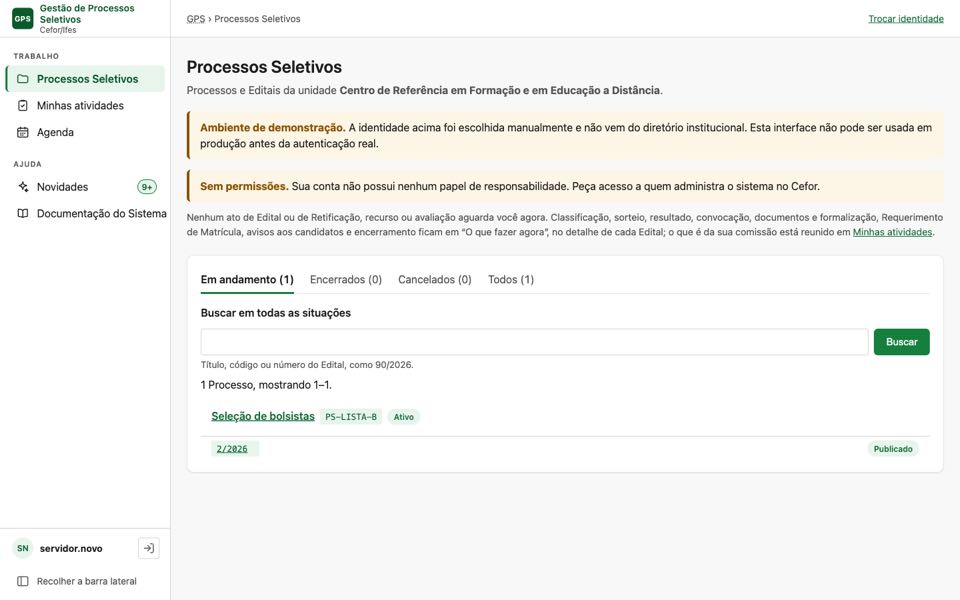 GPS
Gestão de Processos
Seletivos
Cefor/Ifes
GPS › Processos Seletivos
Trocar identidade
TRABALHO
Processos Seletivos
Minhas atividades
Agenda
AJUDA
Novidades 9+
Documentação do Sistema
Processos Seletivos
Processos e Editais da unidade Centro de Referência em Formação e em Educação a Distância.
Ambiente de demonstração. A identidade acima foi escolhida manualmente e não vem do diretório institucional. Esta interface não pode ser usada em
produção antes da autenticação real.
Sem permissões. Sua conta não possui nenhum papel de responsabilidade. Peça acesso a quem administra o sistema no Cefor.
Nenhum ato de Edital ou de Retificação, recurso ou avaliação aguarda você agora. Classificação, sorteio, resultado, convocação, documentos e formalização, Requerimento
de Matrícula, avisos aos candidatos e encerramento ficam em “O que fazer agora”, no detalhe de cada Edital; o que é da sua comissão está reunido em Minhas atividades.
Em andamento (1) Encerrados (0) Cancelados (0) Todos (1)
Buscar em todas as situações
Buscar
Título, código ou número do Edital, como 90/2026.
1 Processo, mostrando 1–1.
Seleção de bolsistas PS-LISTA-B Ativo
2/2026 Publicado
SN servidor.novo
Recolher a barra lateral